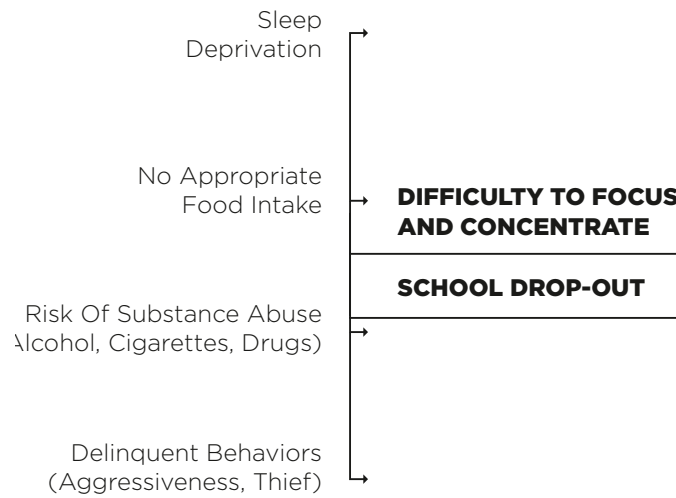 Sleep
Deprivation
No Appropriate
Food Intake
DIFFICULTY TO FOCUS
AND CONCENTRATE
SCHOOL DROP-OUT
Risk Of Substance Abuse
Alcohol, Cigarettes, Drugs)
Delinquent Behaviors
(Aggressiveness, Thief)